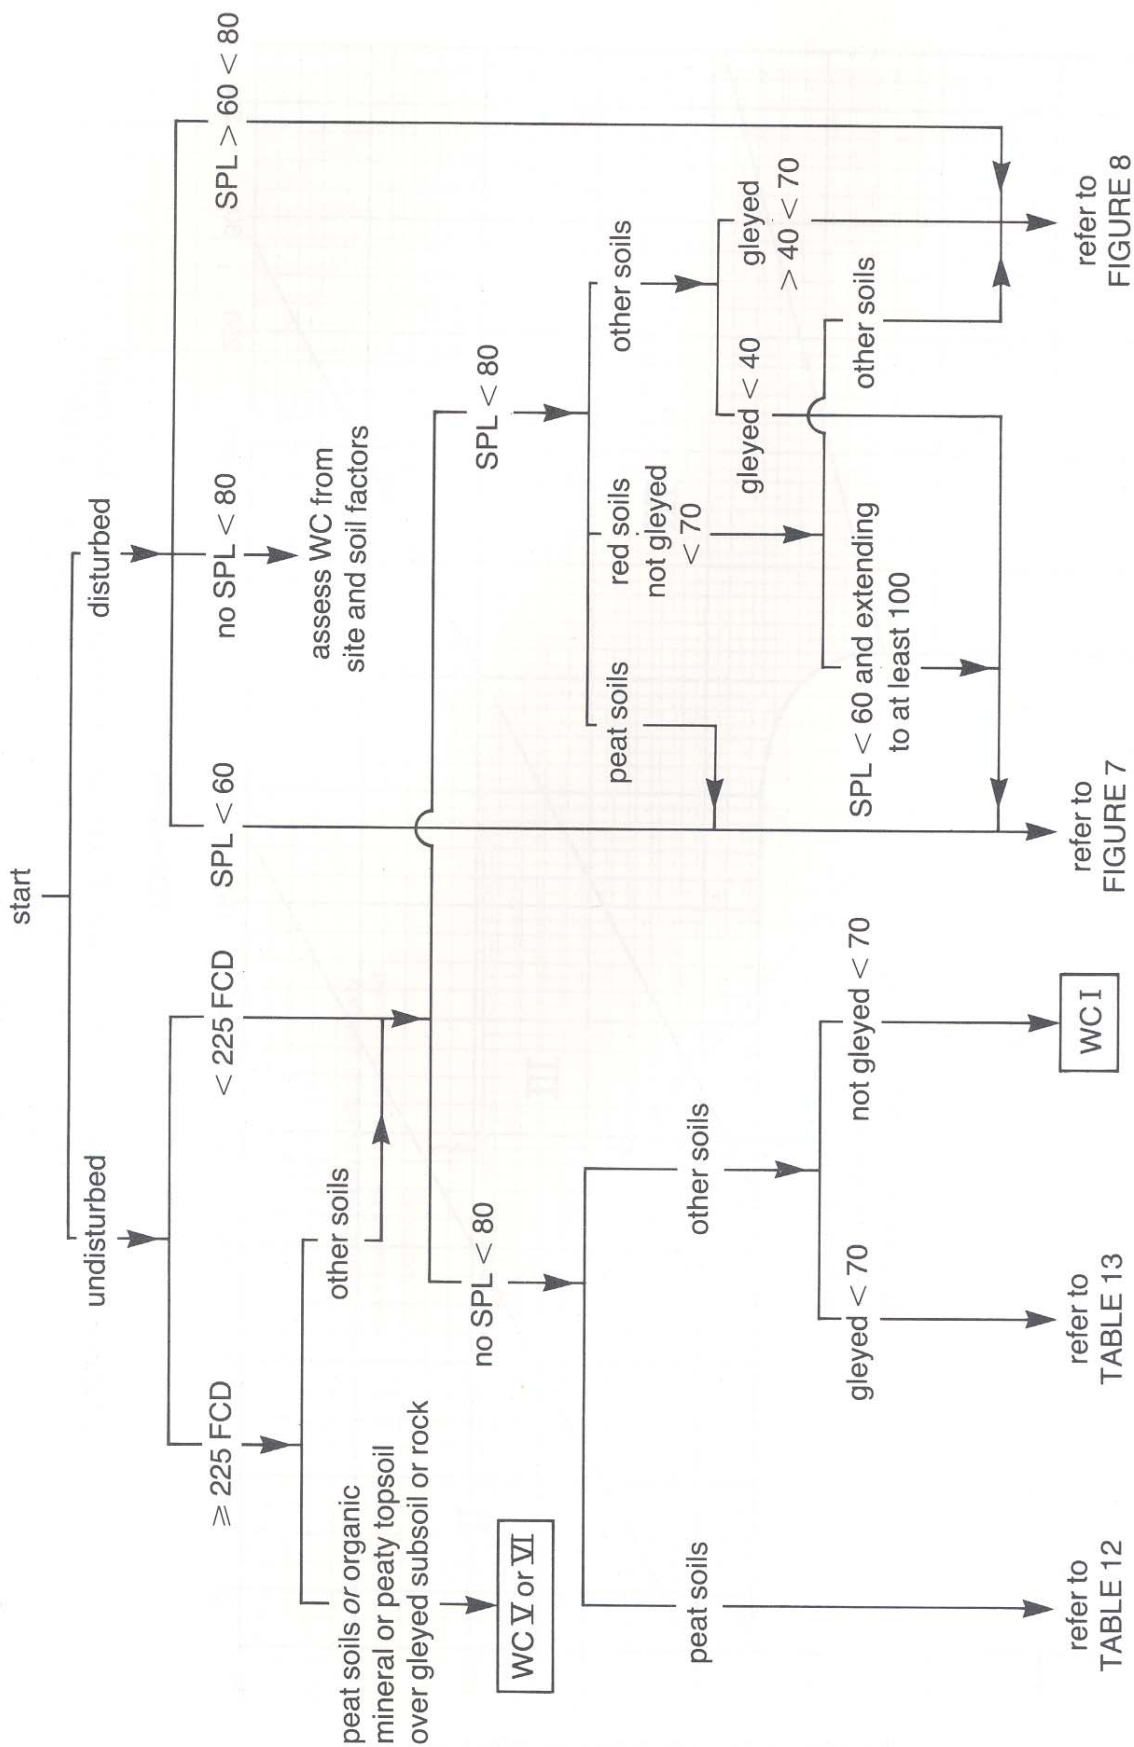 start
undisturbed
disturbed
≥ 225 FCD
< 225 FCD
SPL < 60
no SPL < 80
SPL > 60 < 80
peat soils or organic
mineral or peaty topsoil
over gleyed subsoil or rock
other soils
assess WC from
site and soil factors
WC V or VI
no SPL < 80
SPL < 80
peat soils
other soils
peat soils
red soils
not gleyed
< 70
other soils
gleyed < 70
not gleyed < 70
gleyed < 40
gleyed
> 40 < 70
SPL < 60 and extending
to at least 100
other soils
refer to
TABLE 12
refer to
TABLE 13
WC I
refer to
FIGURE 7
refer to
FIGURE 8